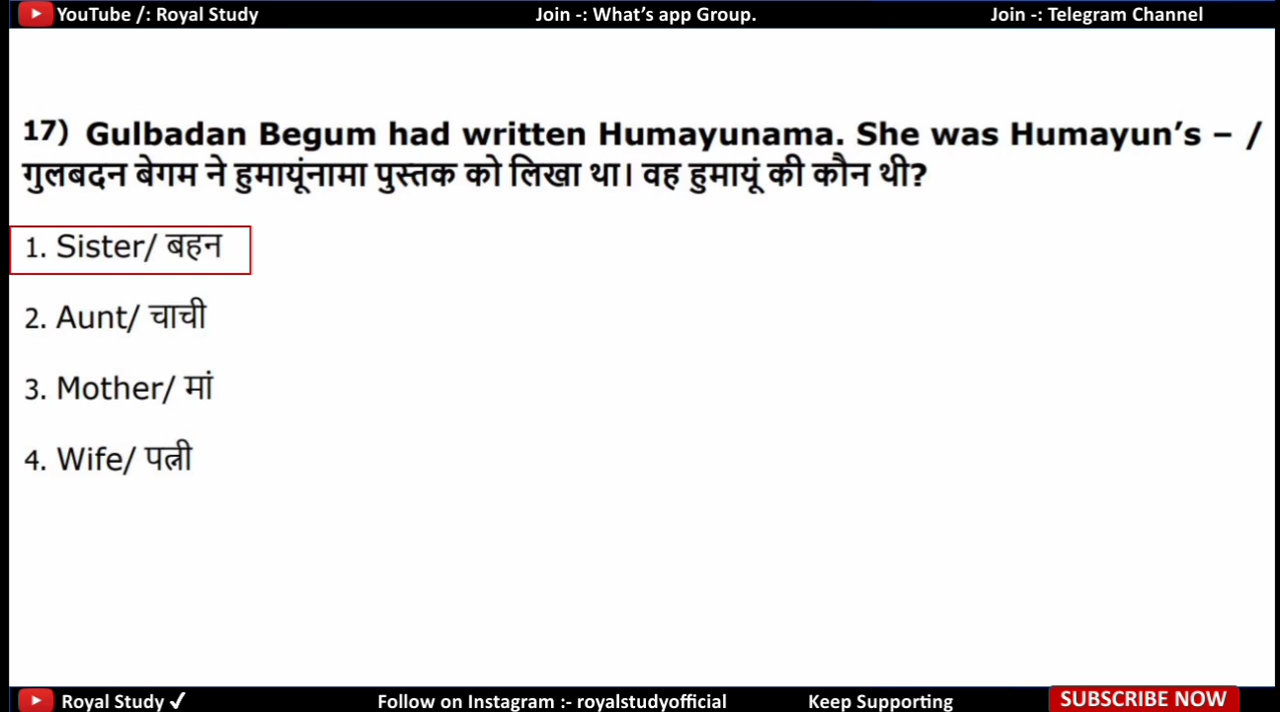 YouTube /: Royal Study Join -: What's app Group. Join -: Telegram Channel
17) Gulbadan Begum had written Humayunama. She was Humayun's – /
गुलबदन बेगम ने हुमायूंनामा पुस्तक को लिखा था। वह हुमायूं की कौन थी?
1. Sister/ बहन
2. Aunt/ चाची
3. Mother/ मां
4. Wife/ पत्नी
Royal Study ✓ Follow on Instagram :- royalstudyofficial Keep Supporting SUBSCRIBE NOW